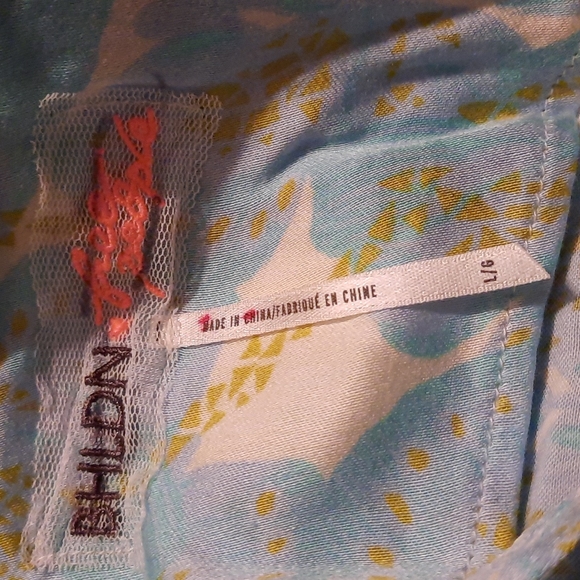 BHLDN
MADE IN CHINA/FABRIQUÉ EN CHINE
L/G